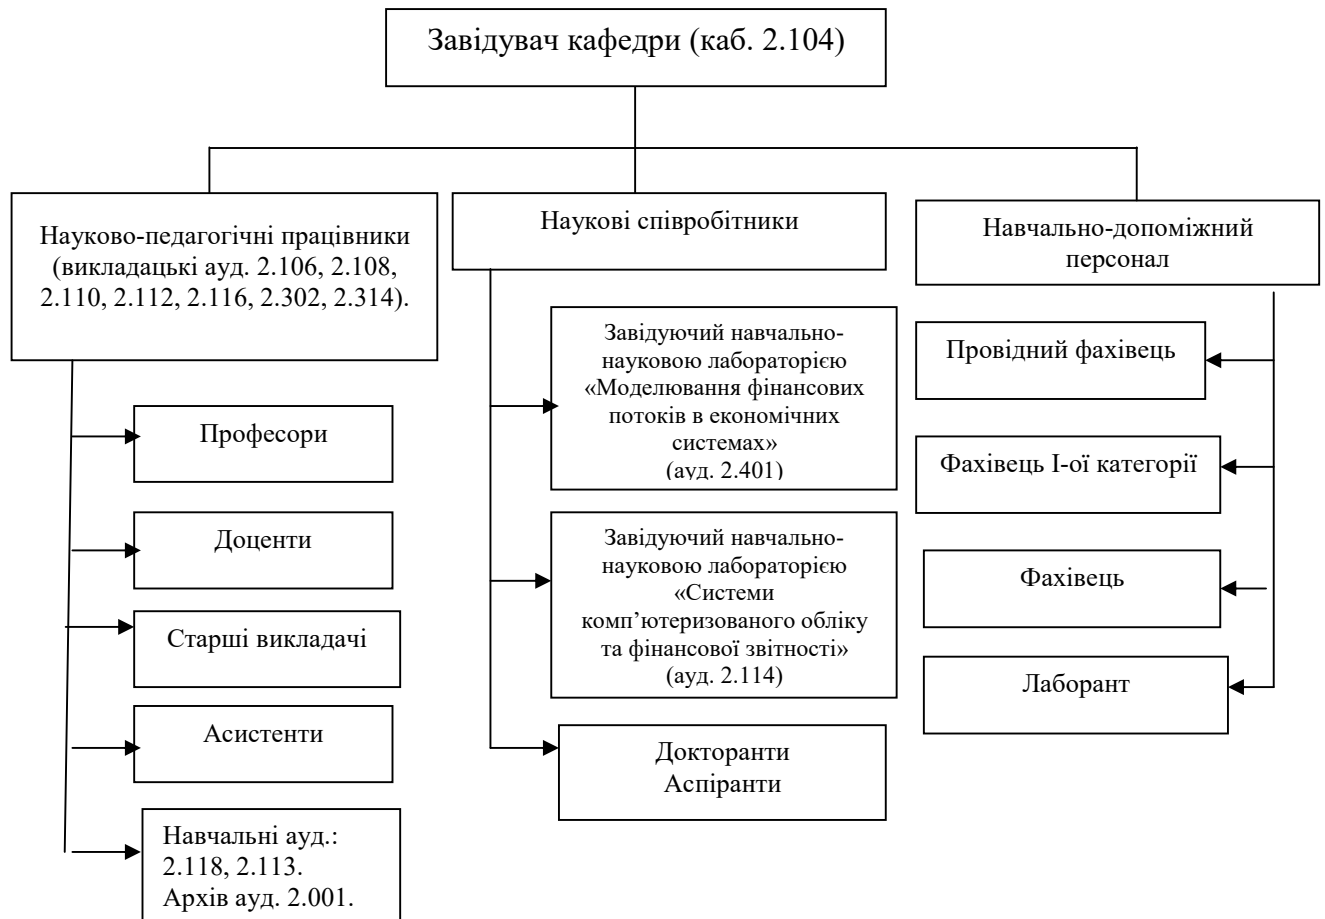 Завідувач кафедри (каб. 2.104)
Науково-педагогічні працівники
(викладацькі ауд. 2.106, 2.108,
2.110, 2.112, 2.116, 2.302, 2.314).
Професори
Доценти
Старші викладачі
Асистенти
Навчальні ауд.:
2.118, 2.113.
Архів ауд. 2.001.
Наукові співробітники
Завідуючий навчально-
науковою лабораторією
«Моделювання фінансових
потоків в економічних
системах»
(ауд. 2.401)
Завідуючий навчально-
науковою лабораторією
«Системи
комп’ютеризованого обліку
та фінансової звітності»
(ауд. 2.114)
Докторанти
Аспіранти
Навчально-допоміжний
персонал
Провідний фахівець
Фахівець І-ої категорії
Фахівець
Лаборант